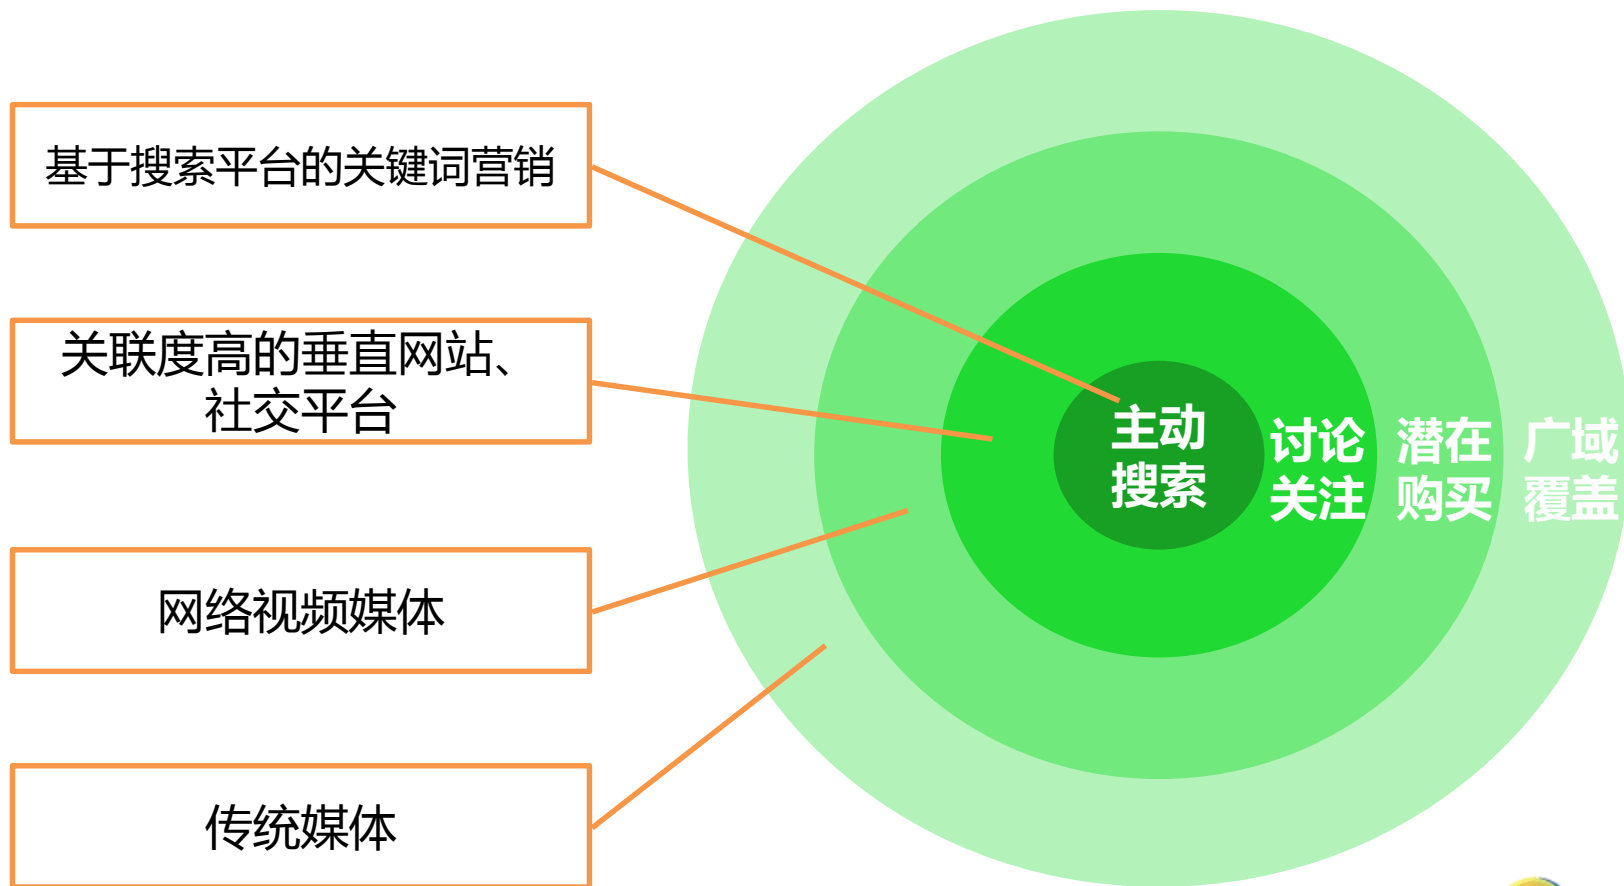 基于搜索平台的关键词营销
关联度高的垂直网站、
社交平台
网络视频媒体
传统媒体
主动
搜索
讨论
关注
潜在
购买
广域
覆盖